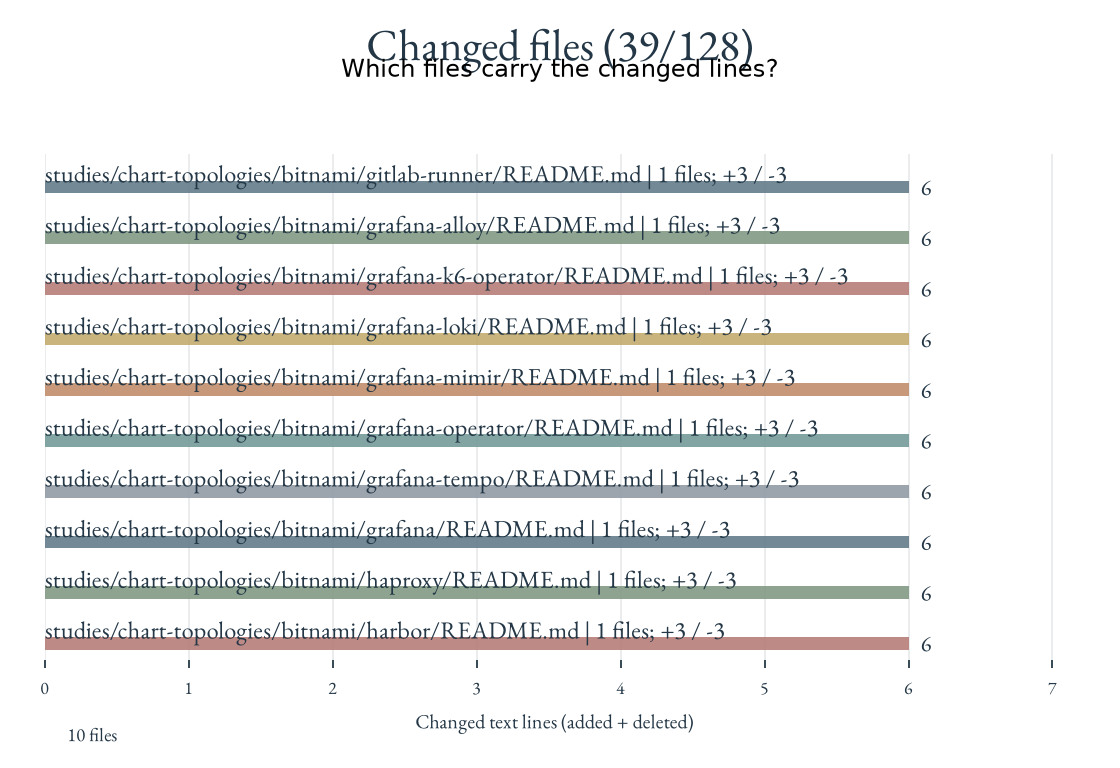 Changed files (39/128)
Which files carry the changed lines?
studies/chart-topologies/bitnami/gitlab-runner/README.md | 1 files; +3 / -3
6
studies/chart-topologies/bitnami/grafana-alloy/README.md | 1 files; +3 / -3
6
studies/chart-topologies/bitnami/grafana-k6-operator/README.md | 1 files; +3 / -3
6
studies/chart-topologies/bitnami/grafana-loki/README.md | 1 files; +3 / -3
6
studies/chart-topologies/bitnami/grafana-mimir/README.md | 1 files; +3 / -3
6
studies/chart-topologies/bitnami/grafana-operator/README.md | 1 files; +3 / -3
6
studies/chart-topologies/bitnami/grafana-tempo/README.md | 1 files; +3 / -3
6
studies/chart-topologies/bitnami/grafana/README.md | 1 files; +3 / -3
6
studies/chart-topologies/bitnami/haproxy/README.md | 1 files; +3 / -3
6
studies/chart-topologies/bitnami/harbor/README.md | 1 files; +3 / -3
6
0 1 2 3 4 5 6 7
Changed text lines (added + deleted)
10 files